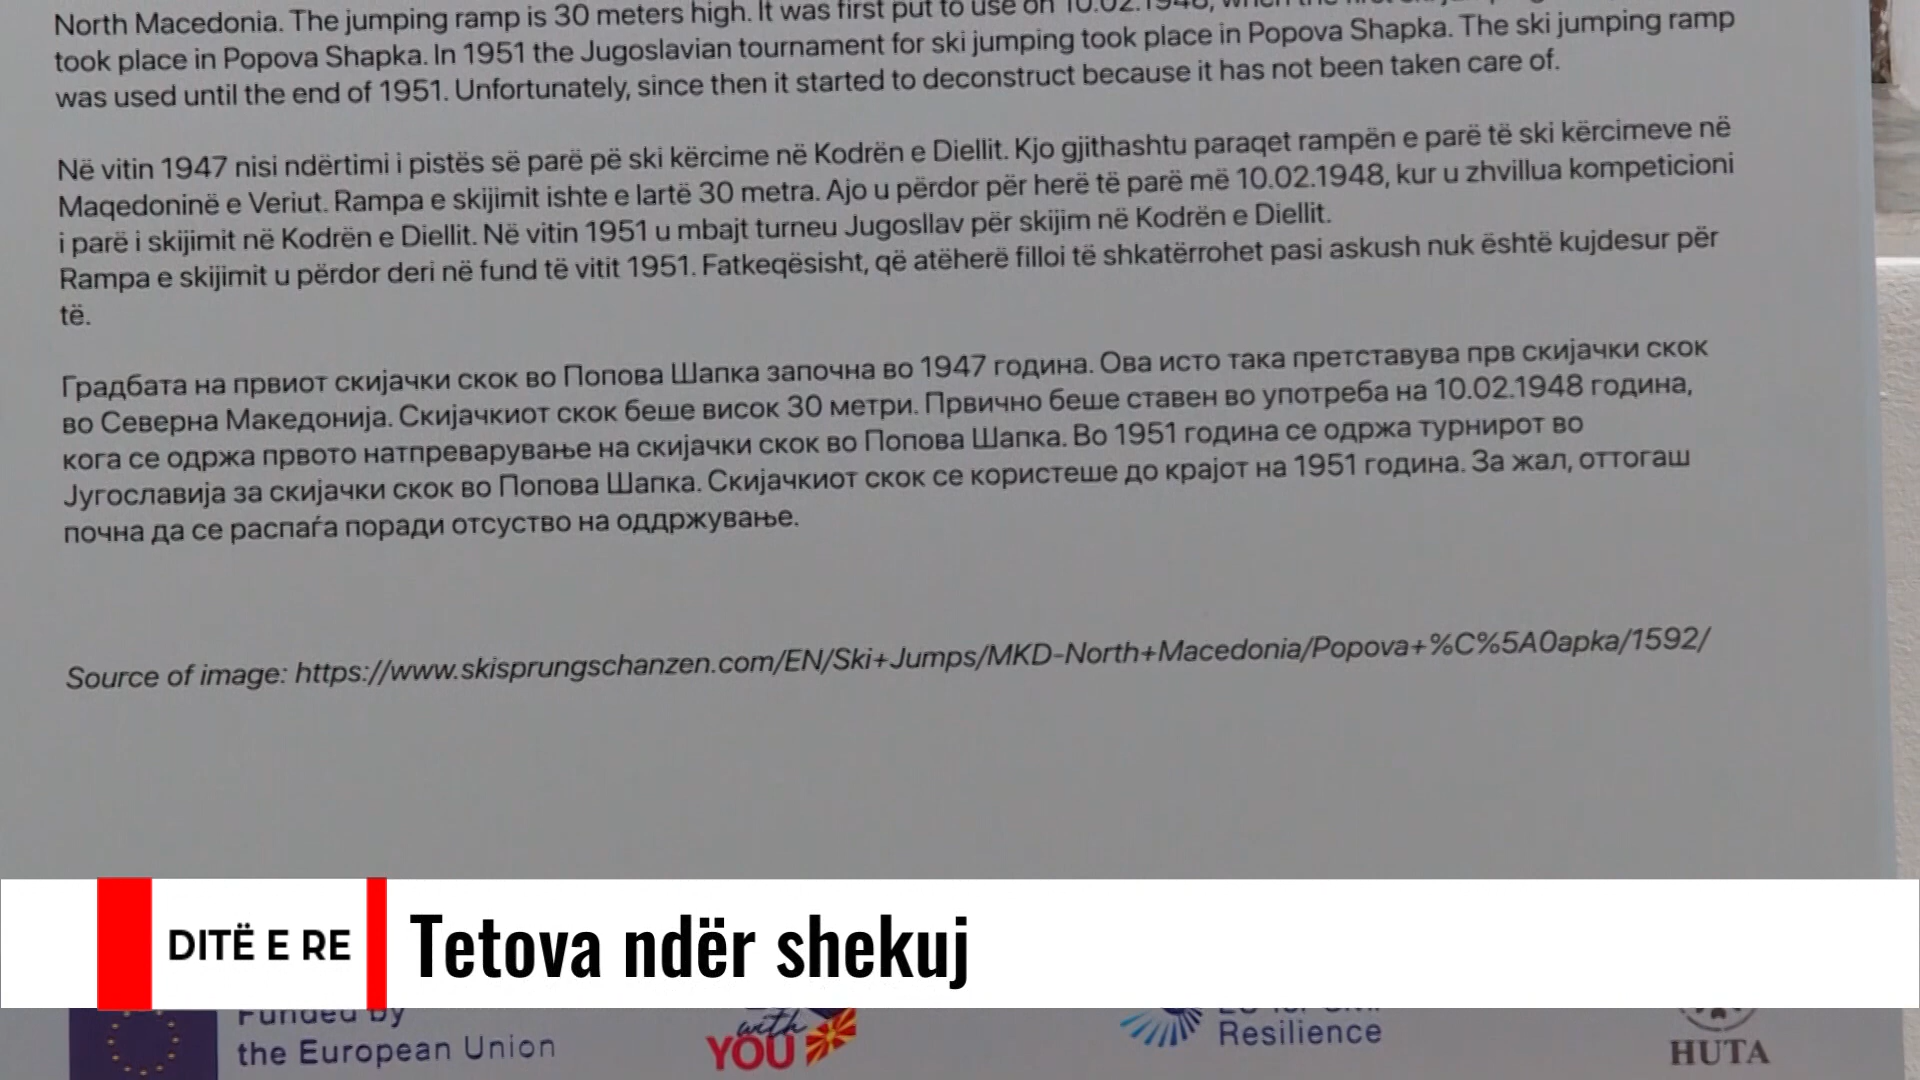 North Macedonia. The jumping ramp is 30 meters high. It was first put to use on 10.02.1948, when the first ski jumping
took place in Popova Shapka. In 1951 the Jugoslavian tournament for ski jumping took place in Popova Shapka. The ski jumping ramp
was used until the end of 1951. Unfortunately, since then it started to deconstruct because it has not been taken care of.
Në vitin 1947 nisi ndërtimi i pistës së parë pë ski kërcime në Kodrën e Diellit. Kjo gjithashtu paraqet rampën e parë të ski kërcimeve në
Maqedoninë e Veriut. Rampa e skijimit ishte e lartë 30 metra. Ajo u përdor për herë të parë më 10.02.1948, kur u zhvillua kompeticioni
i parë i skijimit në Kodrën e Diellit. Në vitin 1951 u mbajt turneu Jugosllav për skijim në Kodrën e Diellit.
Rampa e skijimit u përdor deri në fund të vitit 1951. Fatkeqësisht, që atëherë filloi të shkatërrohet pasi askush nuk është kujdesur për
të.
Градбата на првиот скијачки скок во Попова Шапка започна во 1947 година. Ова исто така претставува прв скијачки скок
во Северна Македонија. Скијачкиот скок беше висок 30 метри. Првично беше ставен во употреба на 10.02.1948 година,
кога се одржа првото натпреварување на скијачки скок во Попова Шапка. Во 1951 година се одржа турнирот во
Југославија за скијачки скок во Попова Шапка. Скијачкиот скок се користеше до крајот на 1951 година. За жал, оттогаш
почна да се распаѓа поради отсуство на оддржување.
Source of image: https://www.skisprungschanzen.com/EN/Ski+Jumps/MKD-North+Macedonia/Popova+%C%5A0apka/1592/
DITË E RE
Tetova ndër shekuj
Funded by
the European Union
with
YOU
Resilience
HUTA